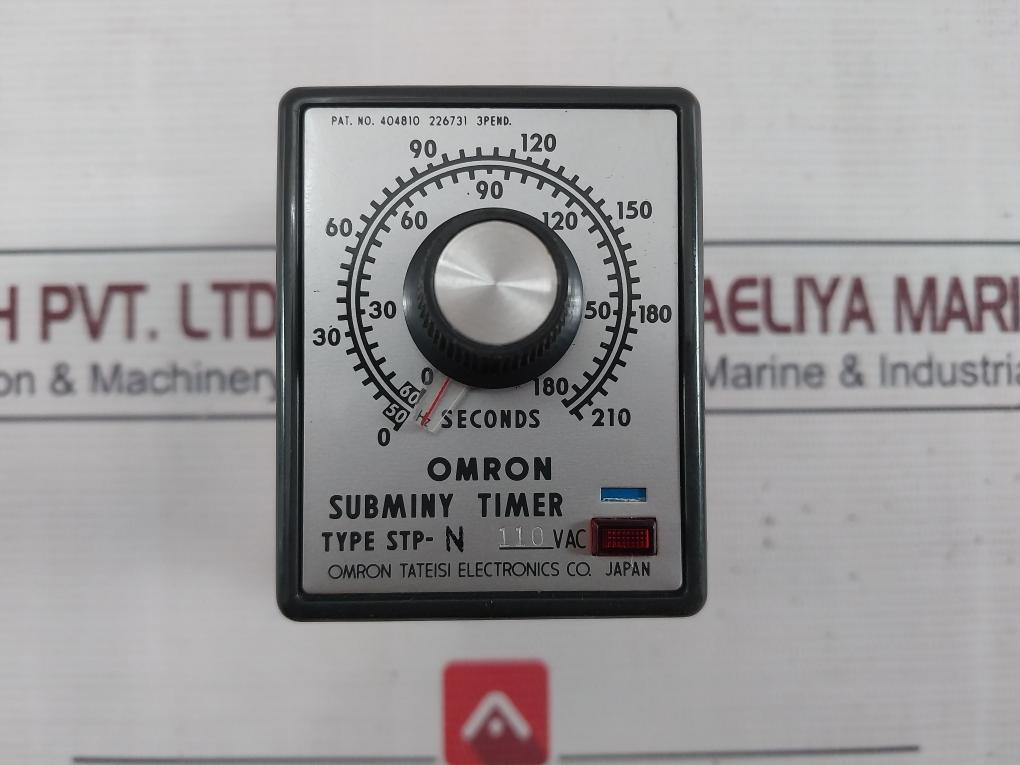 PAT. NO. 404810 226731 3PEND.
90 120
90
60 60 120 150
30 30 50 180
0 180
60
50 Hz SECONDS 210
0
OMRON
SUBMINY TIMER
TYPE STP-N 110 VAC
OMRON TATEISI ELECTRONICS CO. JAPAN
H PVT. LTD
on & Machinery
AELIYA MARI
Marine & Industria